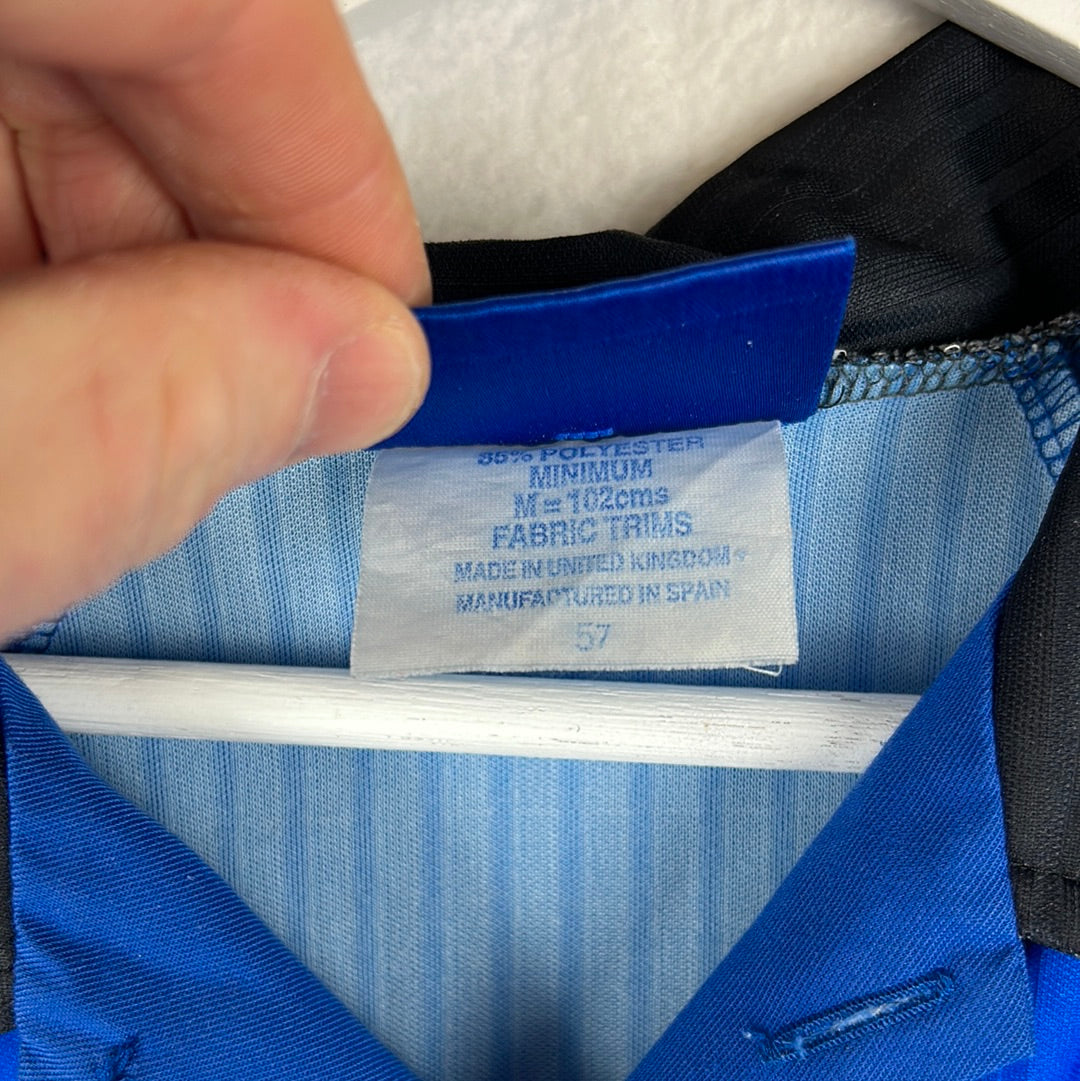 85% POLYESTER
MINIMUM
M = 102cms
FABRIC TRIMS
MADE IN UNITED KINGDOM +
MANUFACTURED IN SPAIN
57